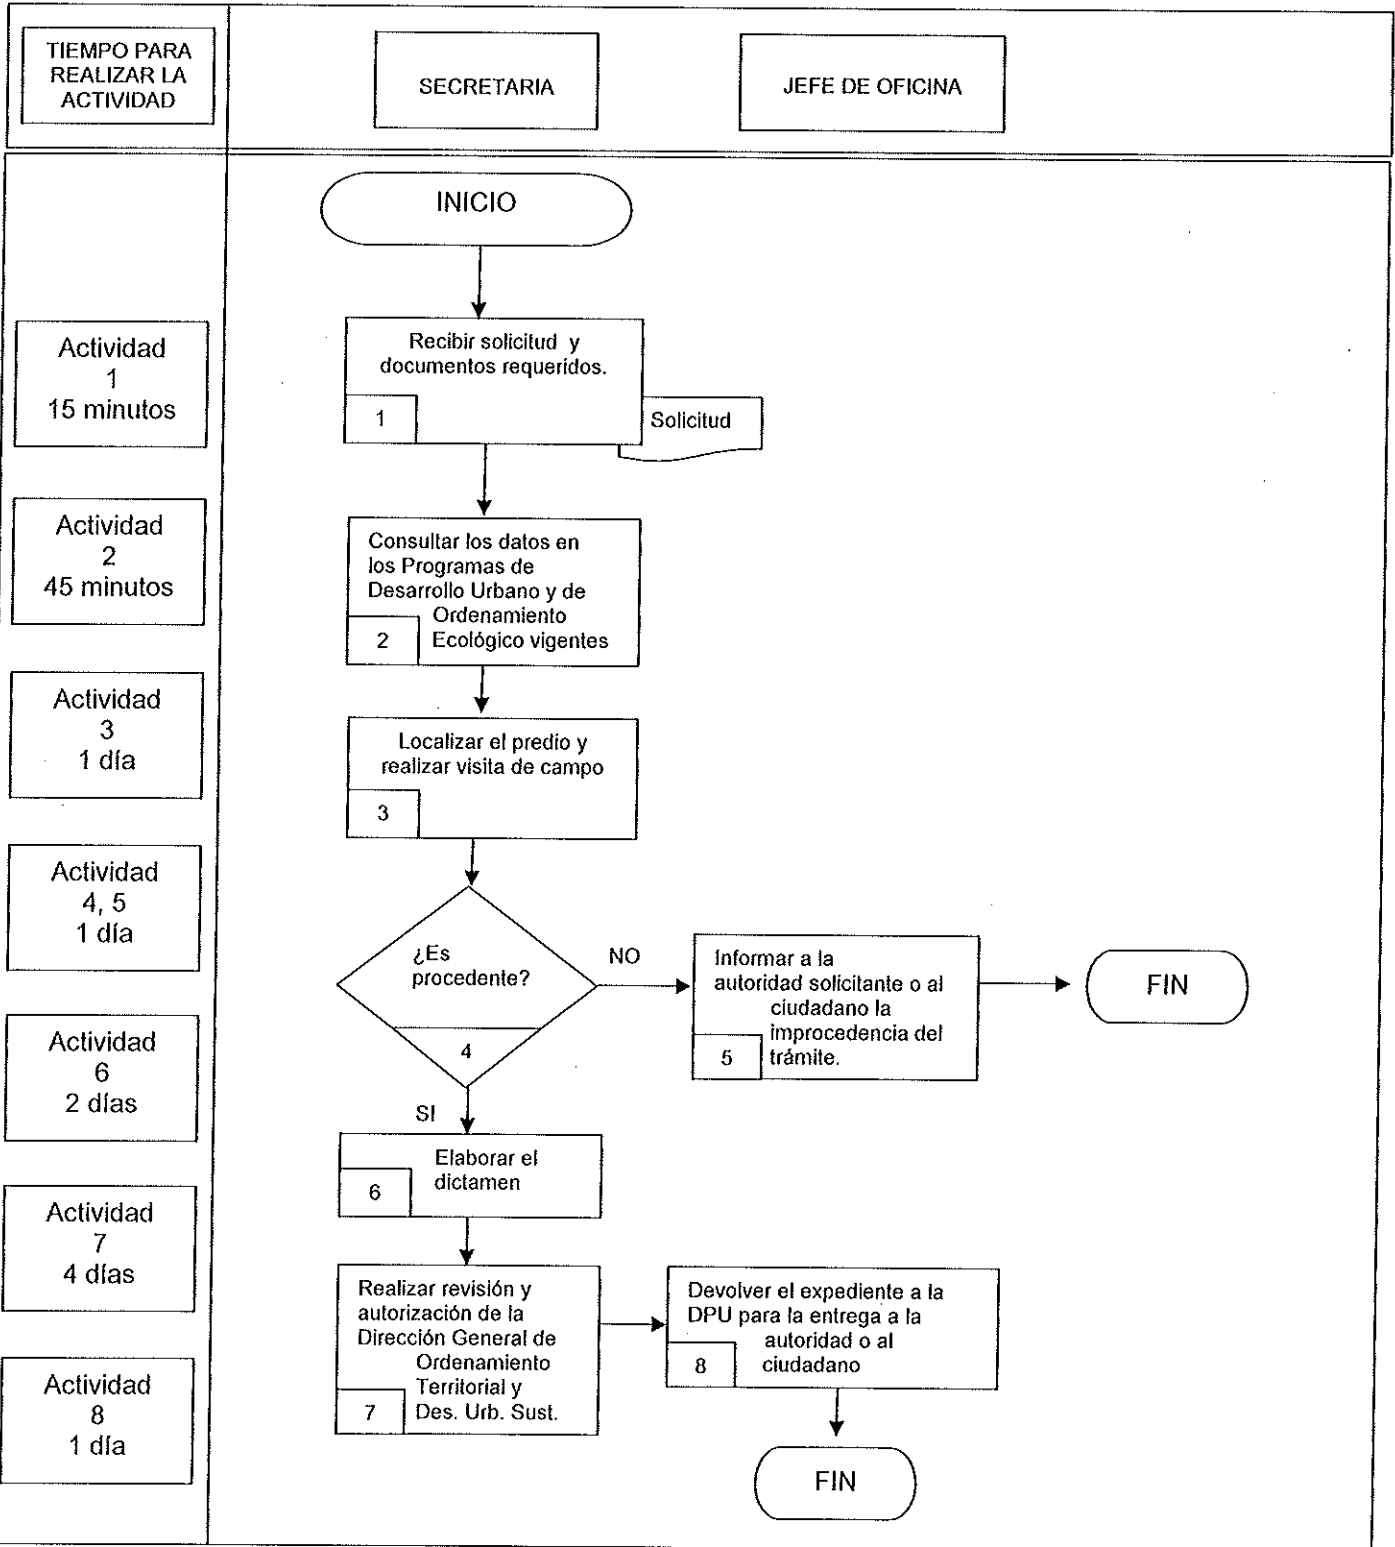 TIEMPO PARA
REALIZAR LA
ACTIVIDAD
SECRETARIA
JEFE DE OFICINA
INICIO
Actividad
1
15 minutos
Recibir solicitud y
documentos requeridos.
1
Solicitud
Actividad
2
45 minutos
Consultar los datos en
los Programas de
Desarrollo Urbano y de
Ordenamiento
Ecológico vigentes
2
Actividad
3
1 día
Localizar el predio y
realizar visita de campo
3
Actividad
4, 5
1 día
¿Es
procedente?
4
NO
Informar a la
autoridad solicitante o al
ciudadano la
improcedencia del
trámite.
5
FIN
Actividad
6
2 días
SI
Elaborar el
dictamen
6
Actividad
7
4 días
Realizar revisión y
autorización de la
Dirección General de
Ordenamiento
Territorial y
Des. Urb. Sust.
7
Devolver el expediente a la
DPU para la entrega a la
autoridad o al
ciudadano
8
Actividad
8
1 día
FIN